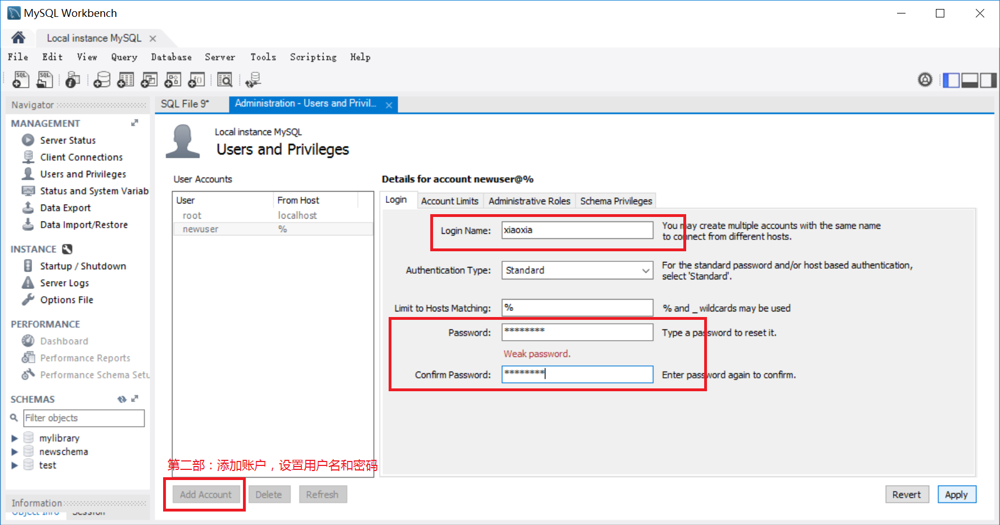 MySQL Workbench
Local instance MySQL
File Edit View Query Database Server Tools Scripting Help
Navigator
SQL File 9*
Administration - Users and Privil...
MANAGEMENT
Server Status
Client Connections
Users and Privileges
Status and System Variab
Data Export
Data Import/Restore
INSTANCE
Startup / Shutdown
Server Logs
Options File
PERFORMANCE
Dashboard
Performance Reports
Performance Schema Setu
SCHEMAS
Filter objects
mylibrary
newschema
test
Information
Object Info Session
Local instance MySQL
Users and Privileges
User Accounts
User From Host
root localhost
newuser %
第二部：添加账户，设置用户名和密码
Add Account Delete Refresh
Details for account newuser@%
Login Account Limits Administrative Roles Schema Privileges
Login Name: xiaoxia
You may create multiple accounts with the same name
to connect from different hosts.
Authentication Type: Standard
For the standard password and/or host based authentication,
select 'Standard'.
Limit to Hosts Matching: % % and _ wildcards may be used
Password: ******** Type a password to reset it.
Weak password.
Confirm Password: ******** Enter password again to confirm.
Revert Apply